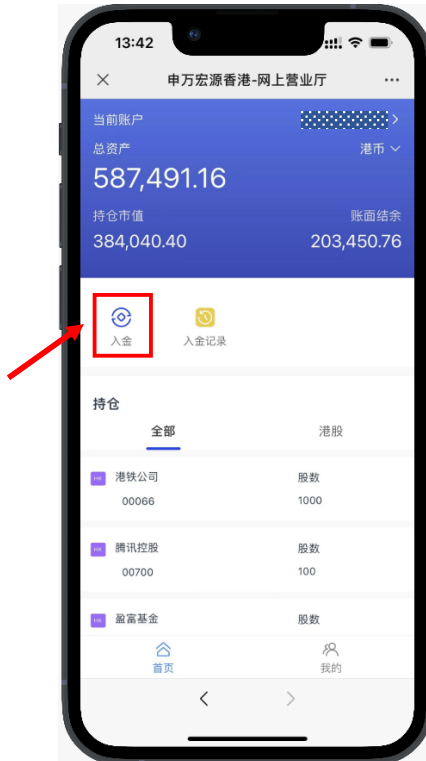 13:42
申万宏源香港-网上营业厅
当前账户
总资产 港币
587,491.16
持仓市值 账面结余
384,040.40 203,450.76
入金 入金记录
持仓
全部 港股
港铁公司 股数
00066 1000
腾讯控股 股数
00700 100
盈富基金 股数
首页 我的